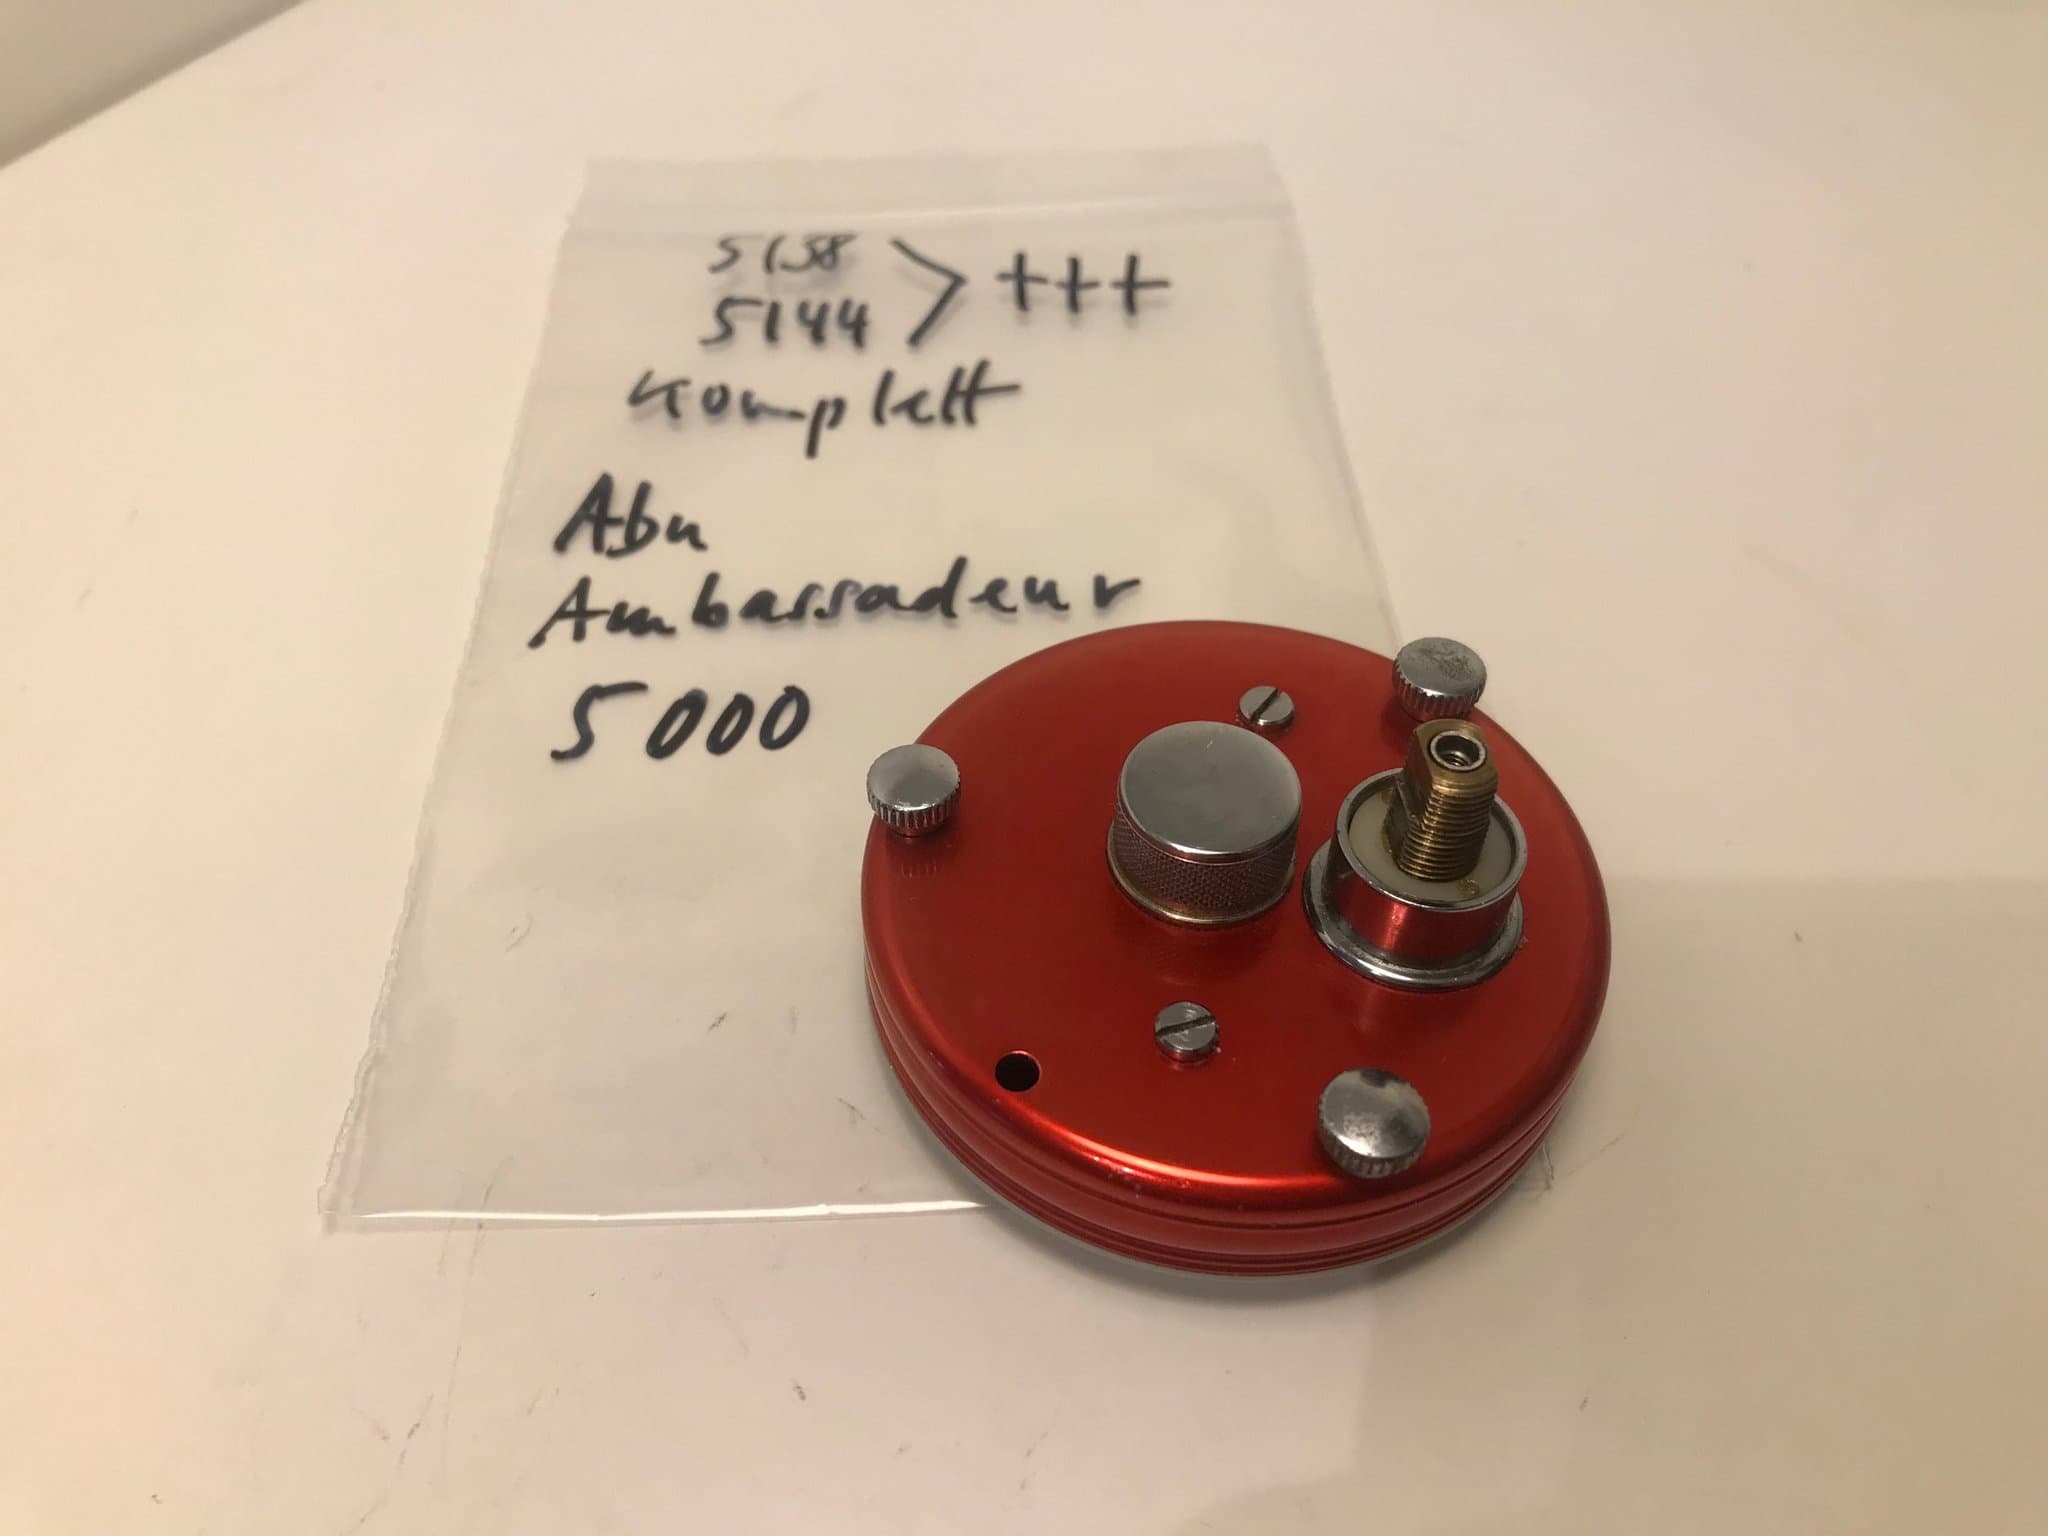 5138
5144 > +++
Komplett
Abu
Ambassadeur
5000